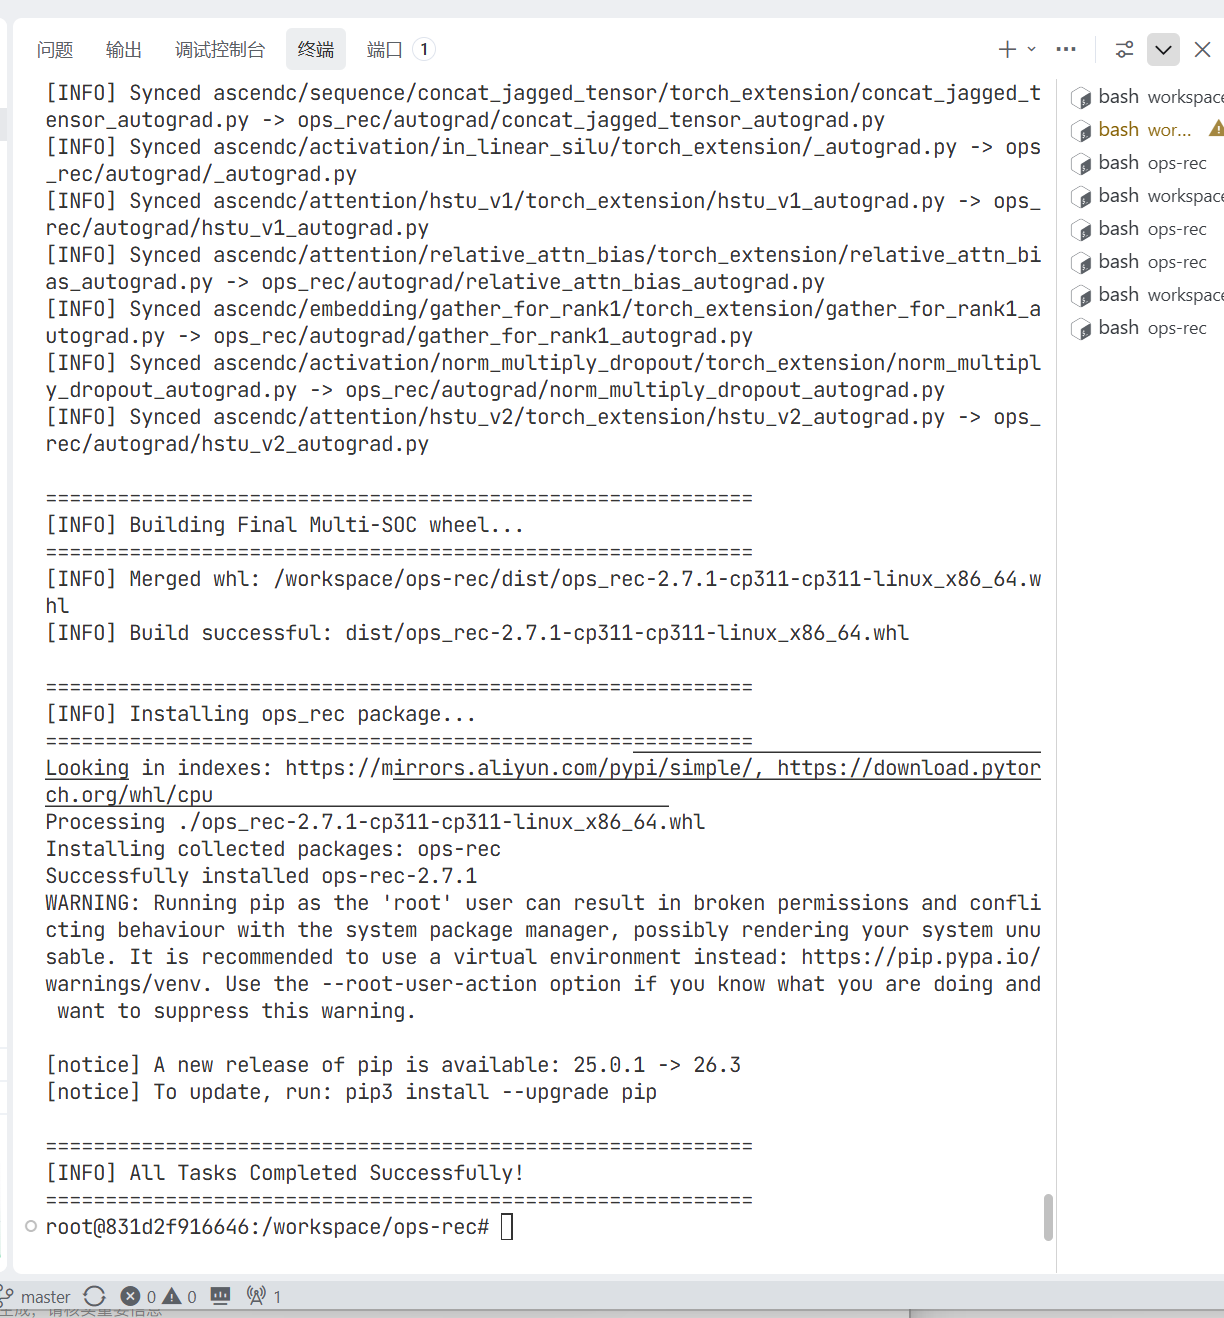 问题 输出 调试控制台 终端 端口 1
[INFO] Synced ascendc/sequence/concat_jagged_tensor/torch_extension/concat_jagged_t
ensor_autograd.py -> ops_rec/autograd/concat_jagged_tensor_autograd.py
[INFO] Synced ascendc/activation/in_linear_silu/torch_extension/_autograd.py -> ops
_rec/autograd/_autograd.py
[INFO] Synced ascendc/attention/hstu_v1/torch_extension/hstu_v1_autograd.py -> ops_
rec/autograd/hstu_v1_autograd.py
[INFO] Synced ascendc/attention/relative_attn_bias/torch_extension/relative_attn_bi
as_autograd.py -> ops_rec/autograd/relative_attn_bias_autograd.py
[INFO] Synced ascendc/embedding/gather_for_rank1/torch_extension/gather_for_rank1_a
utograd.py -> ops_rec/autograd/gather_for_rank1_autograd.py
[INFO] Synced ascendc/activation/norm_multiply_dropout/torch_extension/norm_multipl
y_dropout_autograd.py -> ops_rec/autograd/norm_multiply_dropout_autograd.py
[INFO] Synced ascendc/attention/hstu_v2/torch_extension/hstu_v2_autograd.py -> ops_
rec/autograd/hstu_v2_autograd.py
===========================================================
[INFO] Building Final Multi-SOC wheel...
===========================================================
[INFO] Merged whl: /workspace/ops-rec/dist/ops_rec-2.7.1-cp311-cp311-linux_x86_64.w
hl
[INFO] Build successful: dist/ops_rec-2.7.1-cp311-cp311-linux_x86_64.whl
===========================================================
[INFO] Installing ops_rec package...
===========================================================
Looking in indexes: https://mirrors.aliyun.com/pypi/simple/, https://download.pytor
ch.org/whl/cpu
Processing ./ops_rec-2.7.1-cp311-cp311-linux_x86_64.whl
Installing collected packages: ops-rec
Successfully installed ops-rec-2.7.1
WARNING: Running pip as the 'root' user can result in broken permissions and confli
cting behaviour with the system package manager, possibly rendering your system unu
sable. It is recommended to use a virtual environment instead: https://pip.pypa.io/
warnings/venv. Use the --root-user-action option if you know what you are doing and
 want to suppress this warning.
[notice] A new release of pip is available: 25.0.1 -> 26.3
[notice] To update, run: pip3 install --upgrade pip
===========================================================
[INFO] All Tasks Completed Successfully!
===========================================================
root@831d2f916646:/workspace/ops-rec#
bash workspace
bash wor...
bash ops-rec
bash workspace
bash ops-rec
bash ops-rec
bash workspace
bash ops-rec
master 0 0 1